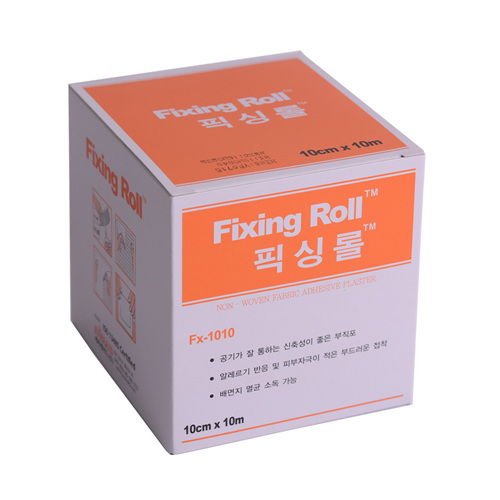 Fixing Roll™
픽싱롤™
10cm x 10m
Fixing Roll™
Fixing Roll™
픽싱롤™
NON - WOVEN FABRIC ADHESIVE PLASTER
Fx-1010
• 공기가 잘 통하는 신축성이 좋은 부직포
• 알레르기 반응 및 피부자극이 적은 부드러운 접착
• 배면지 멸균 소독 가능
10cm x 10m